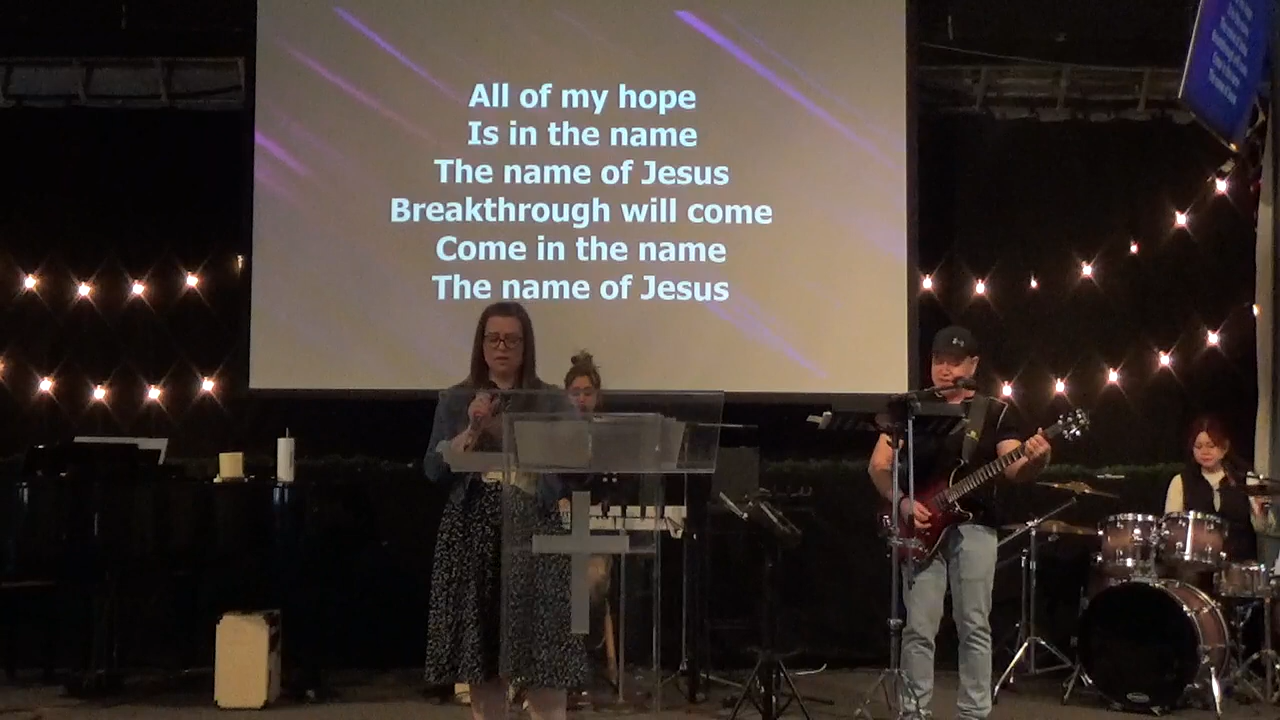 All of my hope
Is in the name
The name of Jesus
Breakthrough will come
Come in the name
The name of Jesus